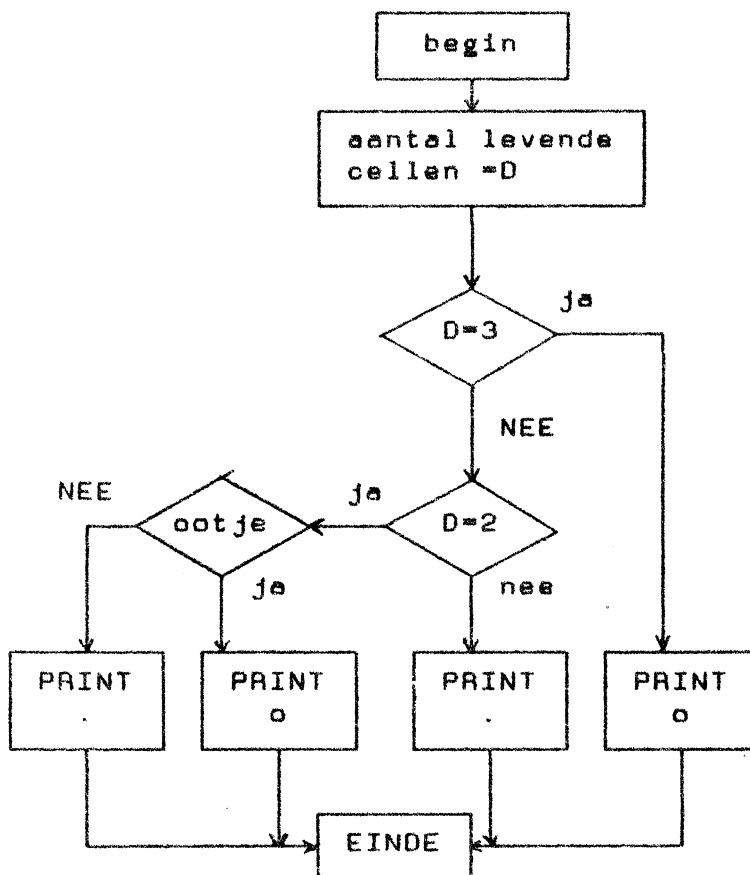 begin
aantal levende
cellen =D
D=3
ja
NEE
D=2
ja
nee
ootje
NEE
ja
PRINT
.
PRINT
o
PRINT
.
PRINT
o
EINDE